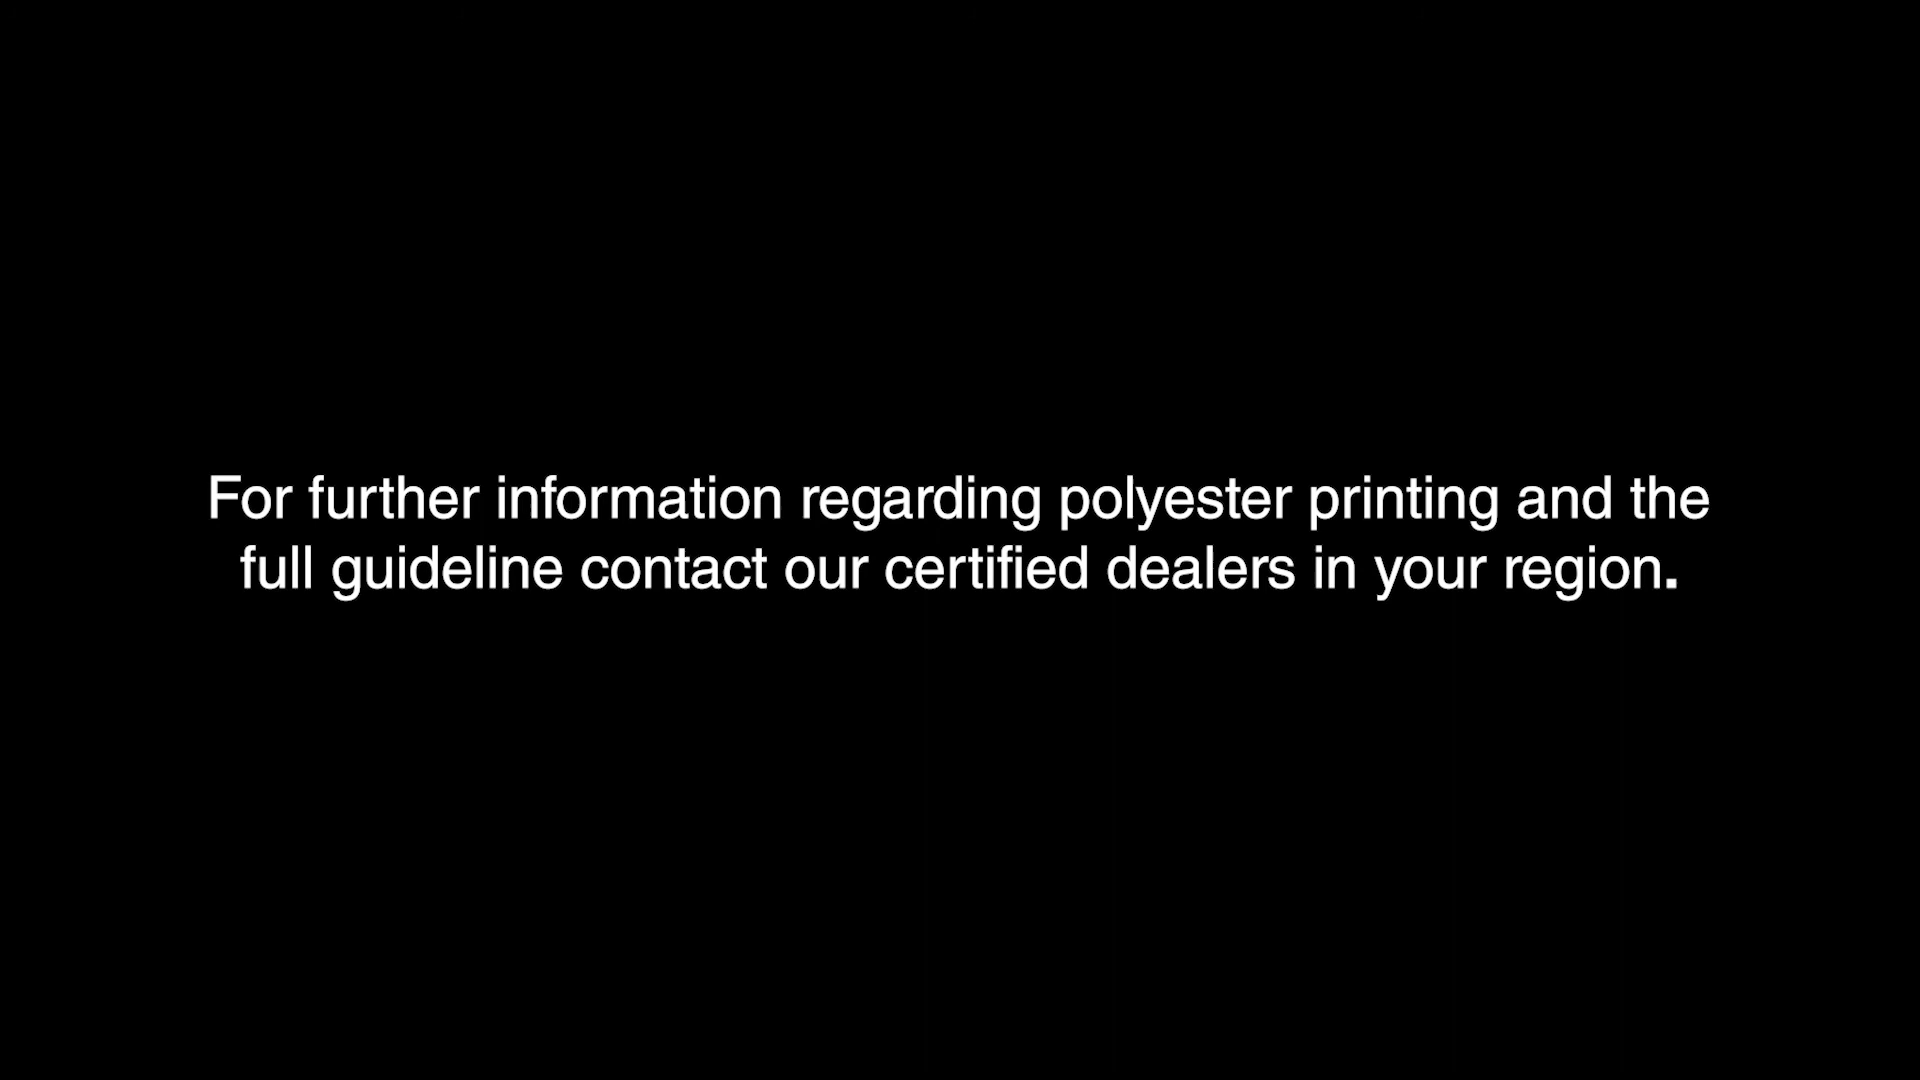 For further information regarding polyester printing and the
full guideline contact our certified dealers in your region.